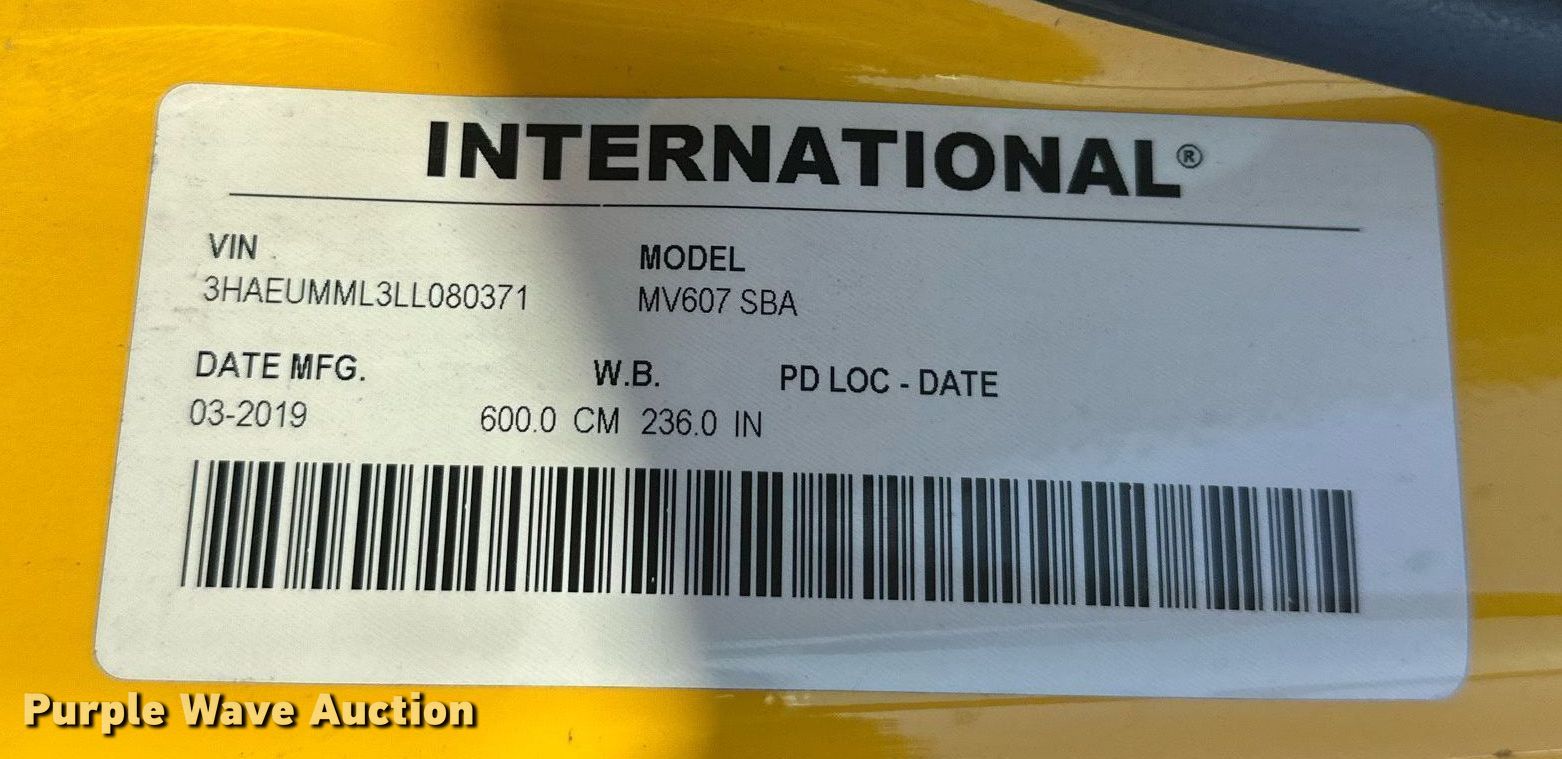 INTERNATIONAL®
VIN MODEL
3HAEUMML3LL080371 MV607 SBA
DATE MFG. W.B. PD LOC - DATE
03-2019 600.0 CM 236.0 IN
Purple Wave Auction